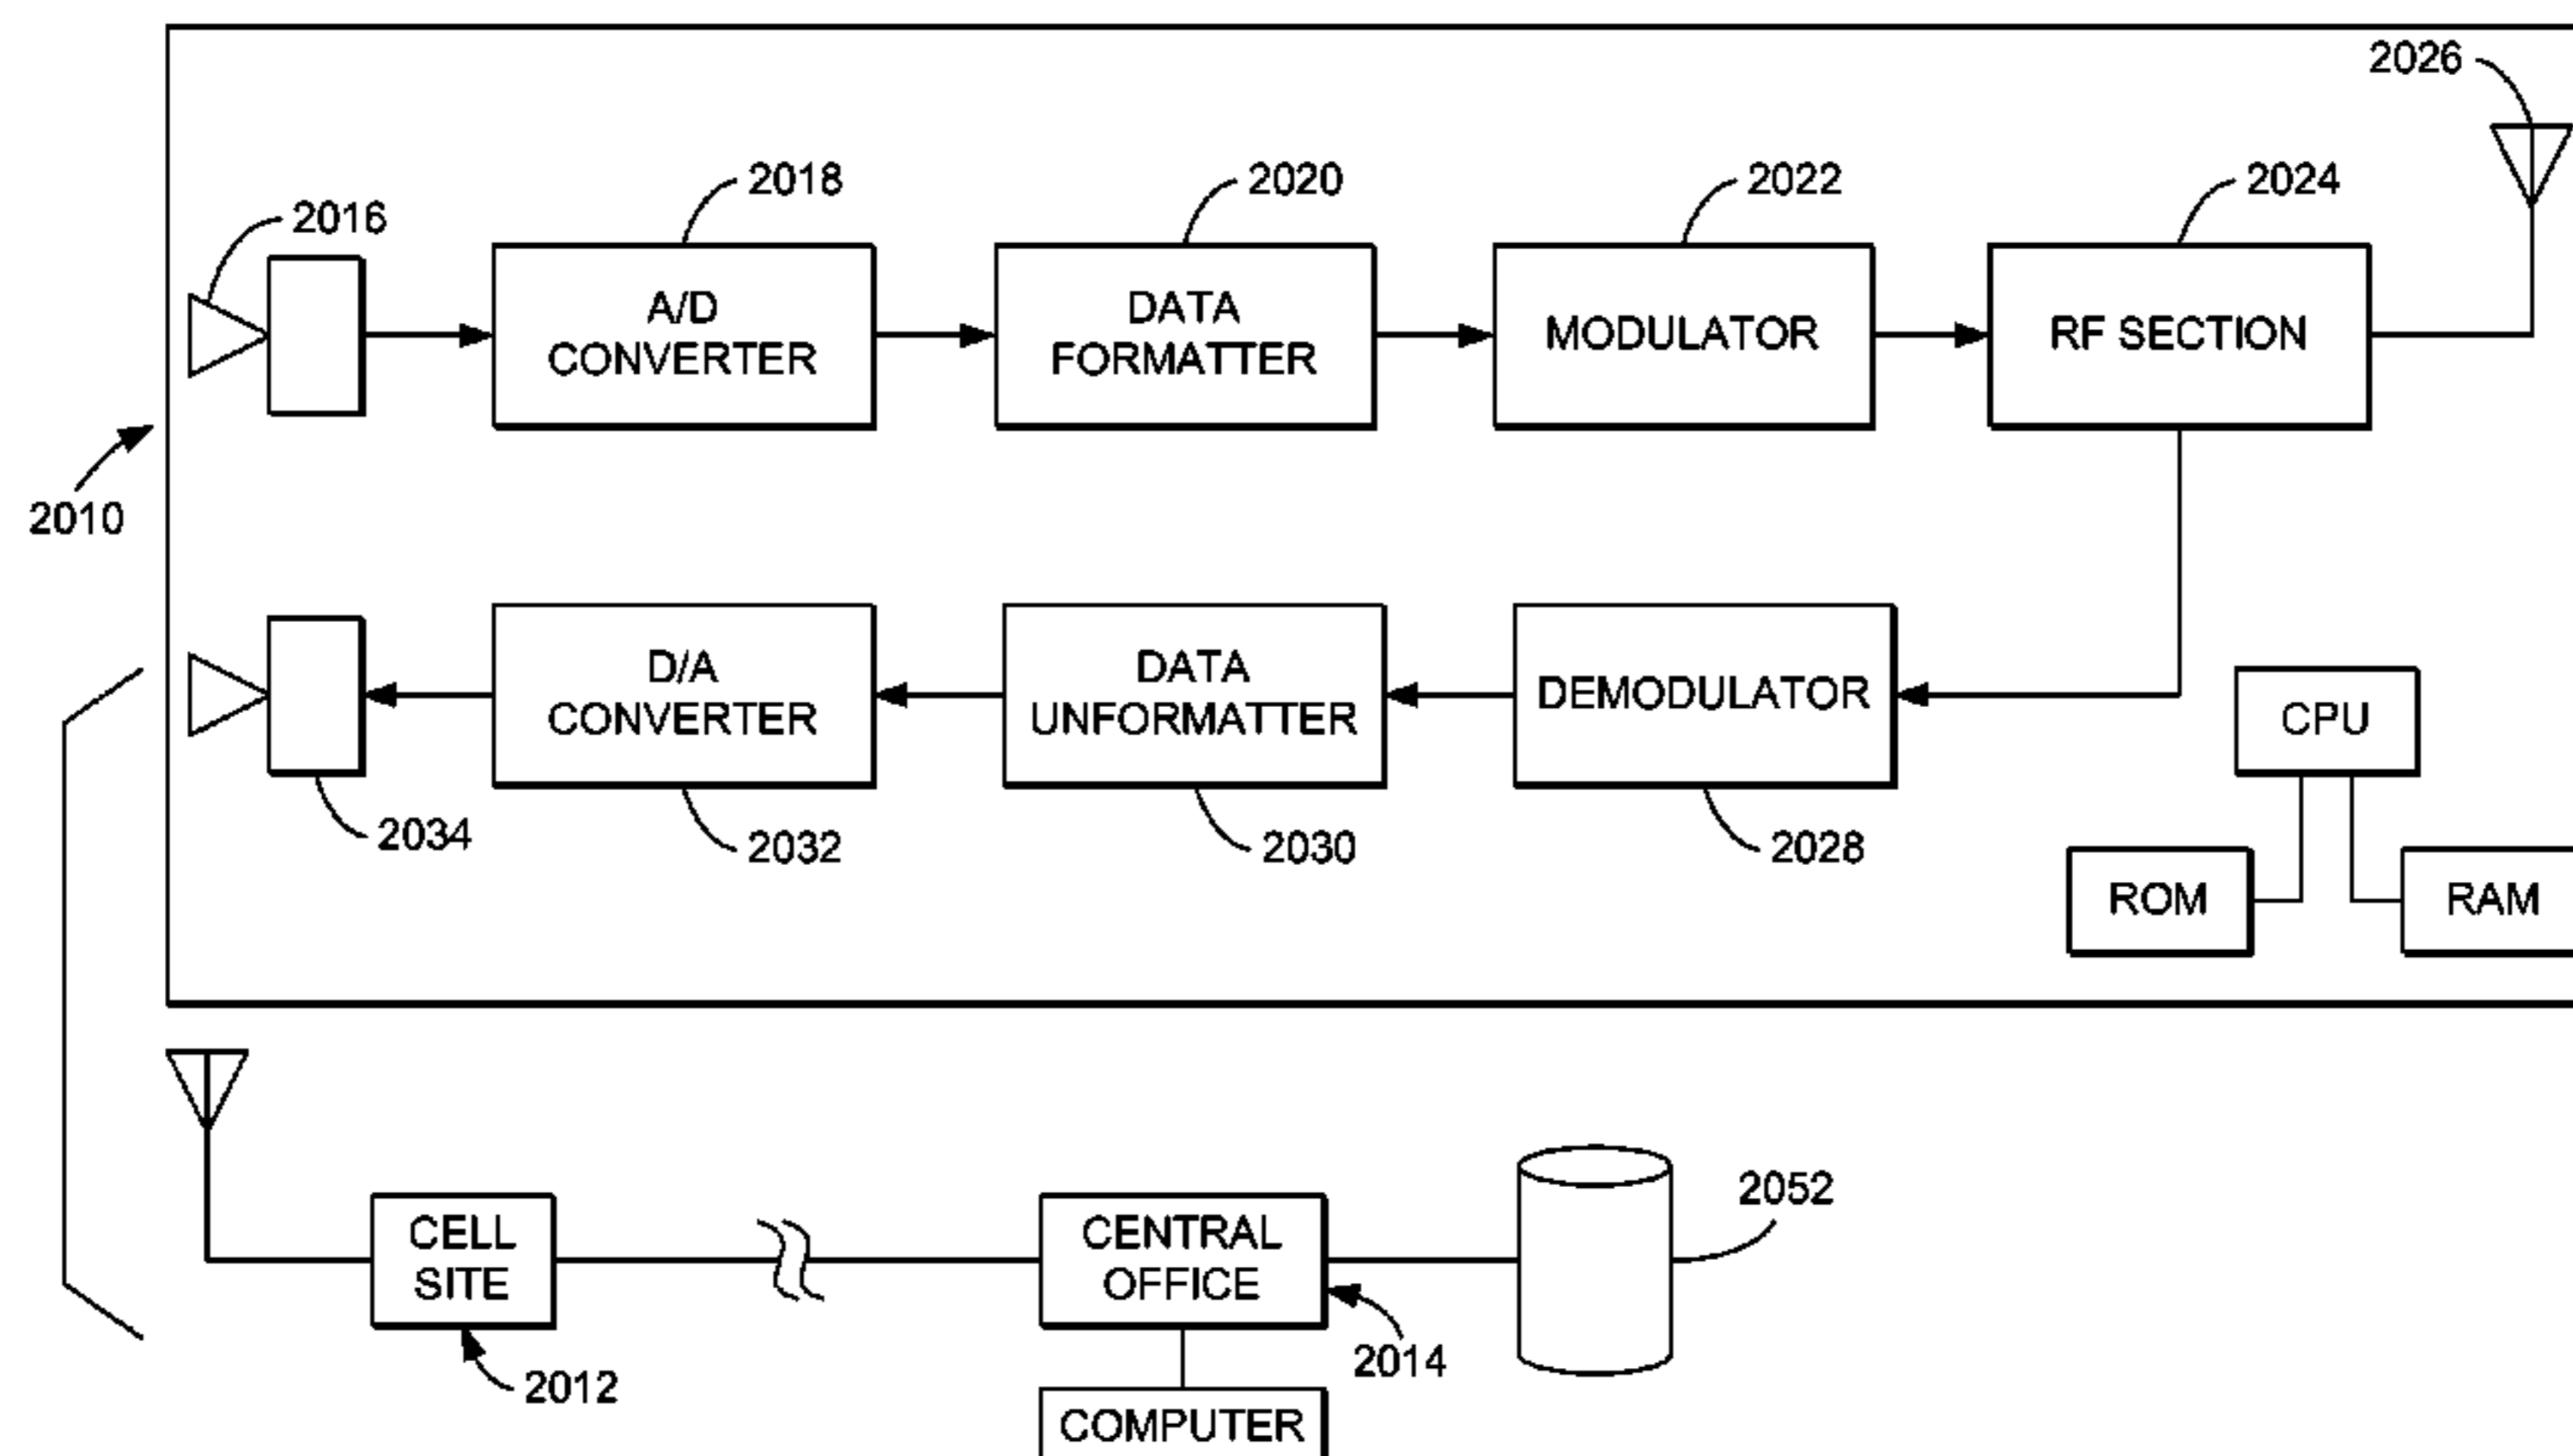 2026
2018
2020
2022
2024
2016
A/D
CONVERTER
DATA
FORMATTER
MODULATOR
RF SECTION
2010
D/A
CONVERTER
DATA
UNFORMATTER
DEMODULATOR
CPU
2034
2032
2030
2028
ROM
RAM
CELL
SITE
CENTRAL
OFFICE
2052
2014
2012
COMPUTER